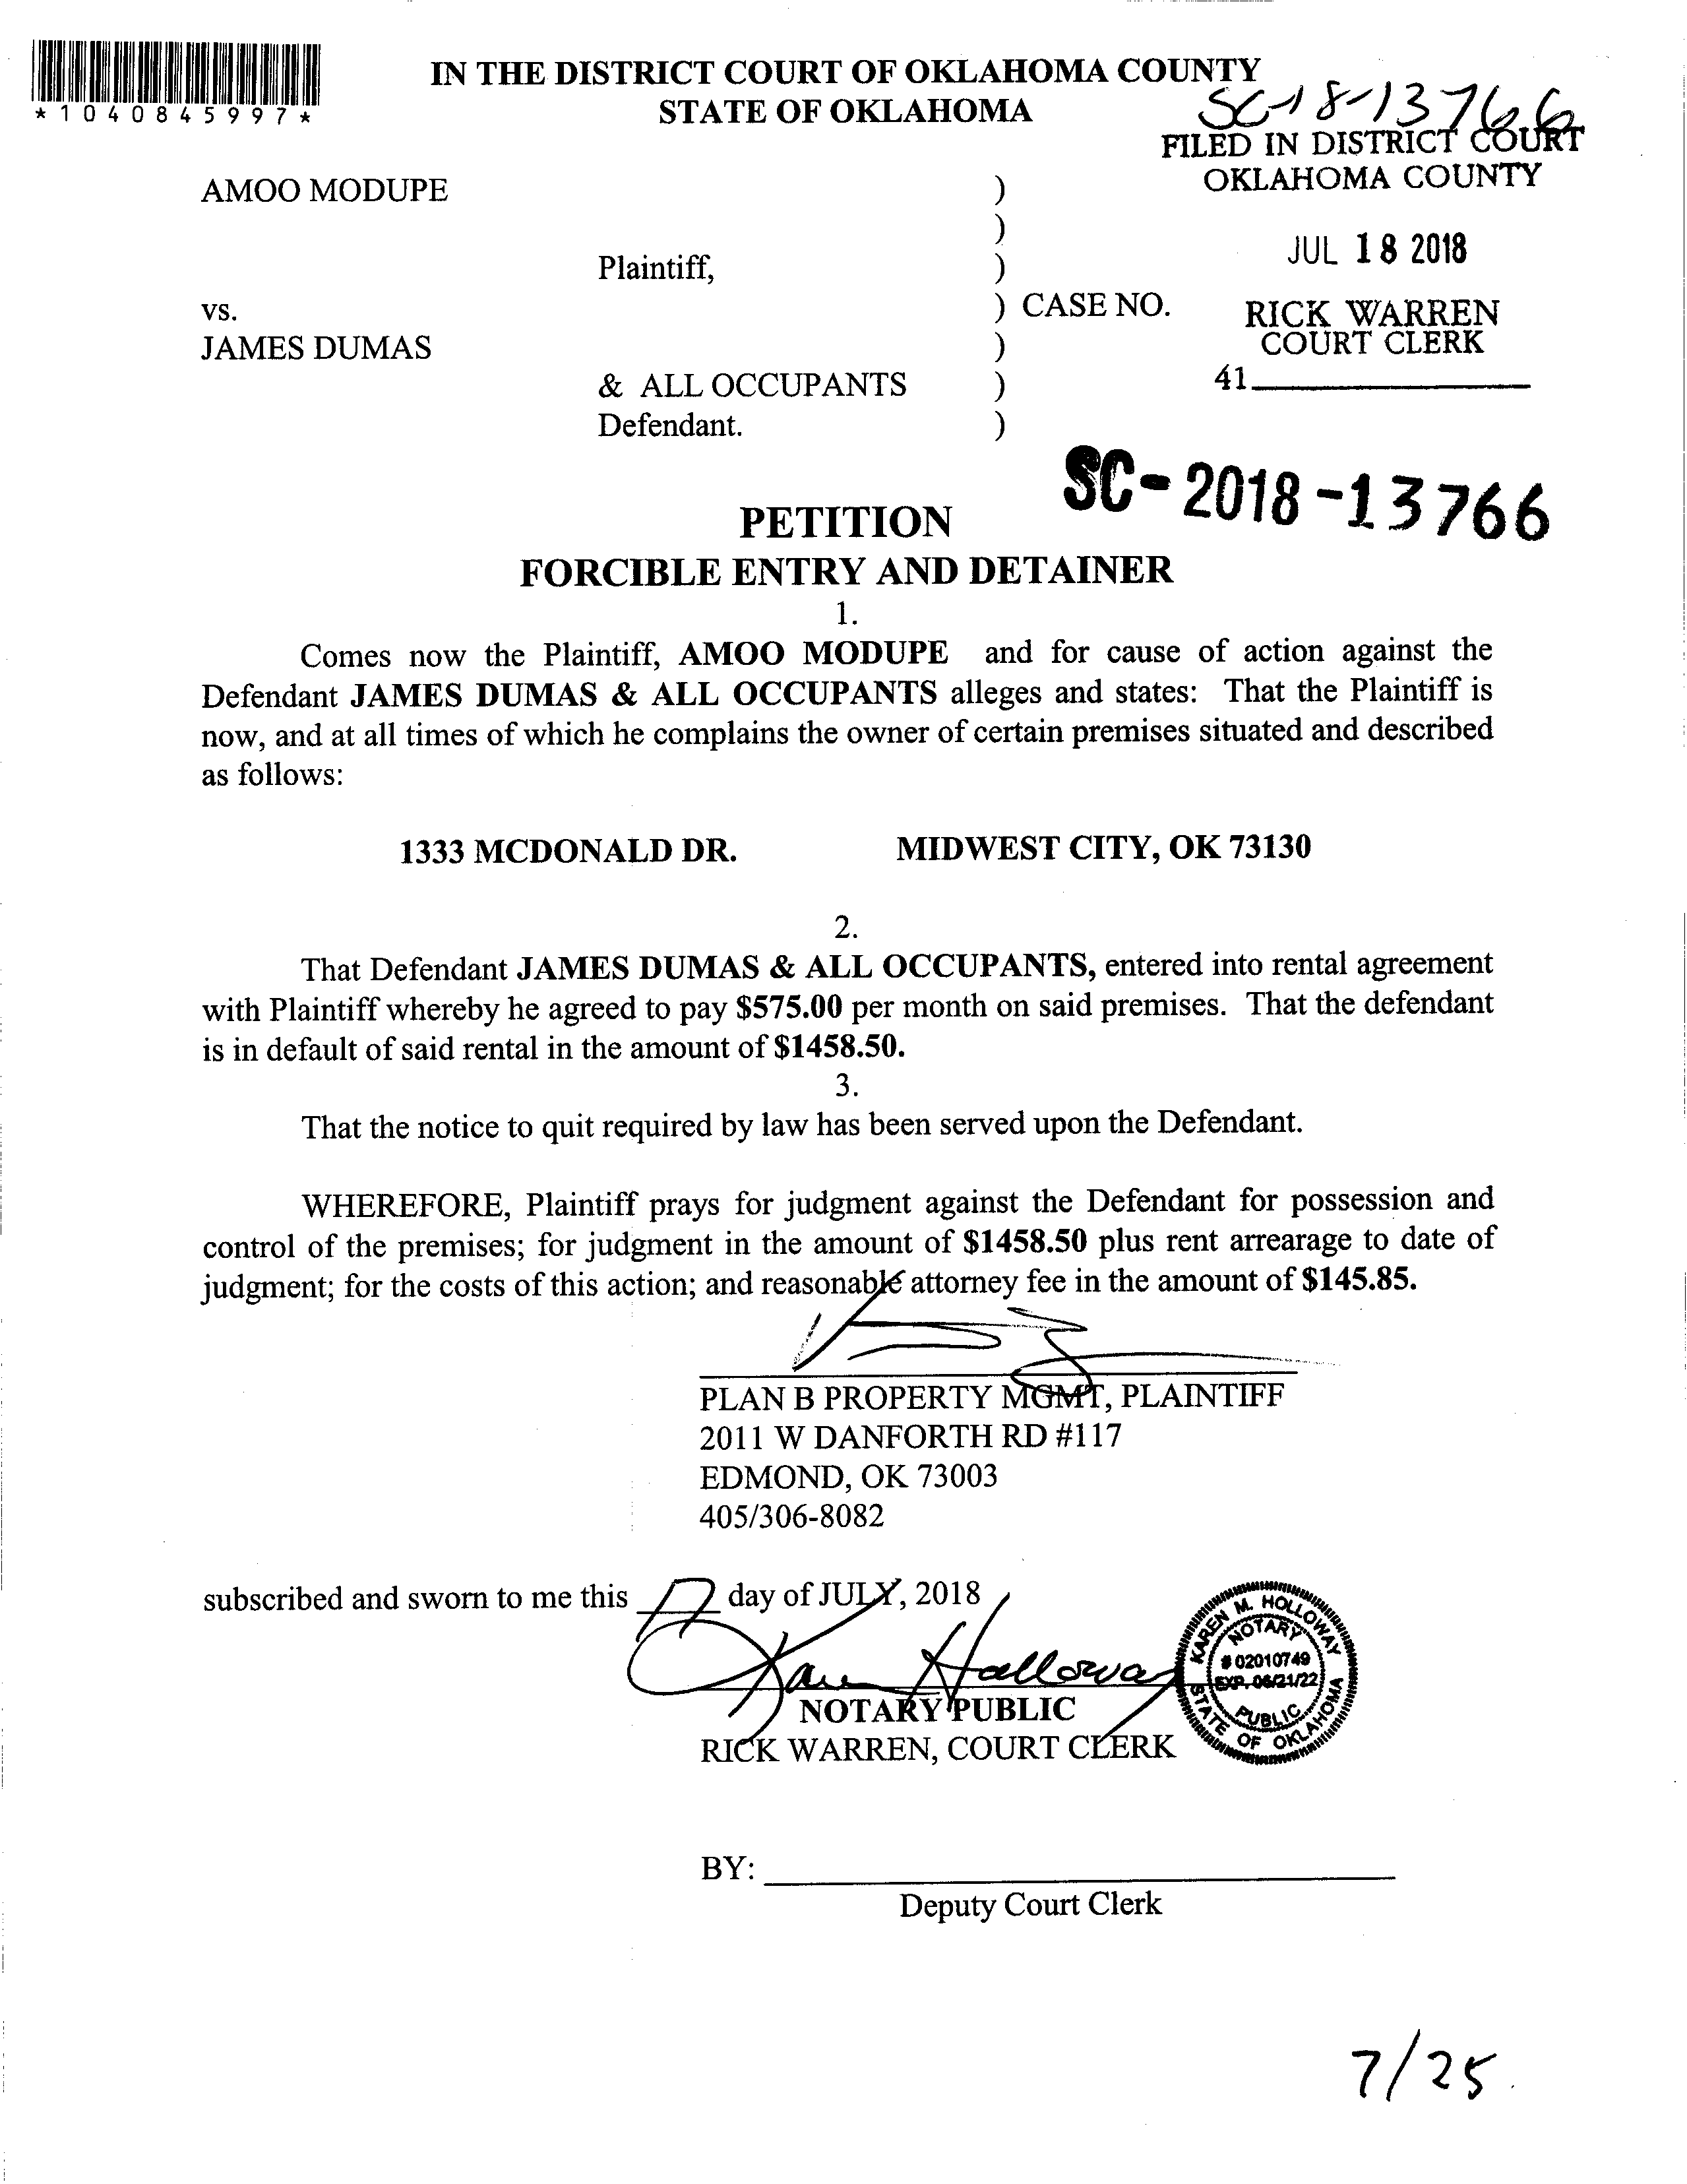 *1040845997*
IN THE DISTRICT COURT OF OKLAHOMA COUNTY
STATE OF OKLAHOMA
SC-18-13766
FILED IN DISTRICT COURT
OKLAHOMA COUNTY
AMOO MODUPE )
)
JUL 18 2018
Plaintiff, )
vs. ) CASE NO.
RICK WARREN
COURT CLERK
JAMES DUMAS )
& ALL OCCUPANTS )
41
Defendant. )
SC-2018-13766
PETITION
FORCIBLE ENTRY AND DETAINER
1.
Comes now the Plaintiff, AMOO MODUPE and for cause of action against the
Defendant JAMES DUMAS & ALL OCCUPANTS alleges and states: That the Plaintiff is
now, and at all times of which he complains the owner of certain premises situated and described
as follows:
1333 MCDONALD DR. MIDWEST CITY, OK 73130
2.
That Defendant JAMES DUMAS & ALL OCCUPANTS, entered into rental agreement
with Plaintiff whereby he agreed to pay $575.00 per month on said premises. That the defendant
is in default of said rental in the amount of $1458.50.
3.
That the notice to quit required by law has been served upon the Defendant.
WHEREFORE, Plaintiff prays for judgment against the Defendant for possession and
control of the premises; for judgment in the amount of $1458.50 plus rent arrearage to date of
judgment; for the costs of this action; and reasonable attorney fee in the amount of $145.85.
PLAN B PROPERTY MGMT, PLAINTIFF
2011 W DANFORTH RD #117
EDMOND, OK 73003
405/306-8082
subscribed and sworn to me this 17 day of JULY, 2018
Karen Holloway
NOTARY PUBLIC
RICK WARREN, COURT CLERK
KAREN M. HOLLOWAY
NOTARY
# 02010749
EXP. 06/21/22
PUBLIC
STATE OF OKLAHOMA
BY:
Deputy Court Clerk
7/25